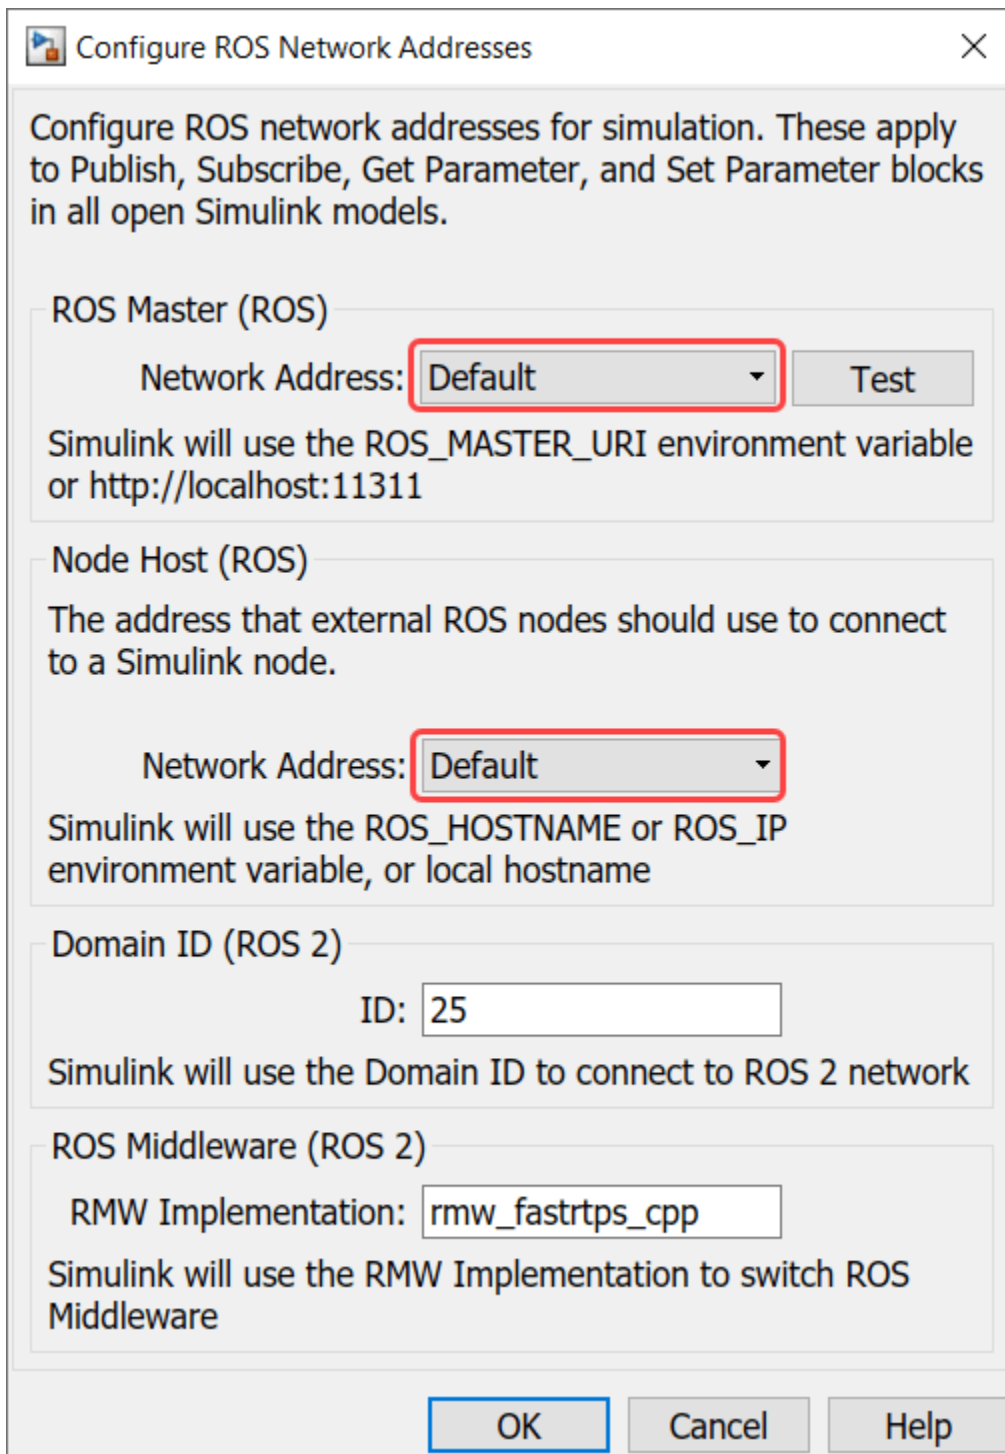 Configure ROS Network Addresses
Configure ROS network addresses for simulation. These apply
to Publish, Subscribe, Get Parameter, and Set Parameter blocks
in all open Simulink models.
ROS Master (ROS)
Network Address: Default Test
Simulink will use the ROS_MASTER_URI environment variable
or http://localhost:11311
Node Host (ROS)
The address that external ROS nodes should use to connect
to a Simulink node.
Network Address: Default
Simulink will use the ROS_HOSTNAME or ROS_IP
environment variable, or local hostname
Domain ID (ROS 2)
ID: 25
Simulink will use the Domain ID to connect to ROS 2 network
ROS Middleware (ROS 2)
RMW Implementation: rmw_fastrtps_cpp
Simulink will use the RMW Implementation to switch ROS
Middleware
OK Cancel Help